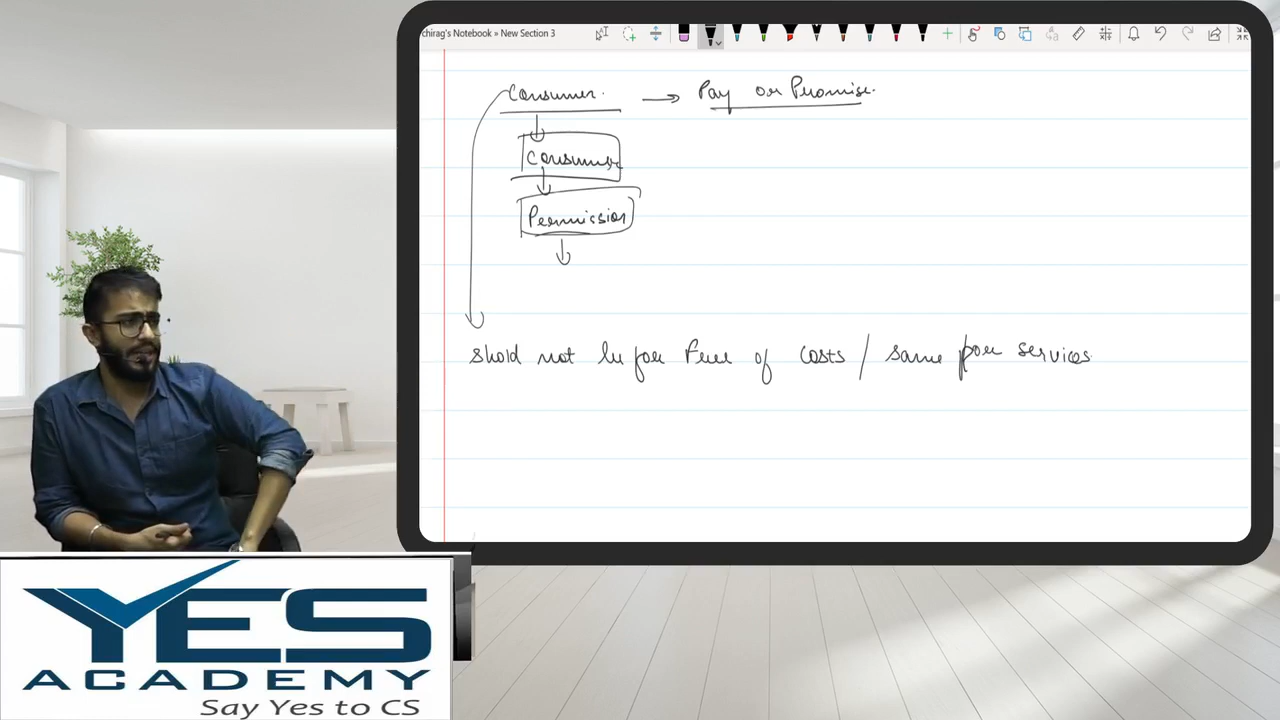 chirag's Notebook » New Section 3
Consumer. → Pay or Promise.
Consumer
Permission
shold not be for Free of costs / same for services
YES
ACADEMY
Say Yes to CS